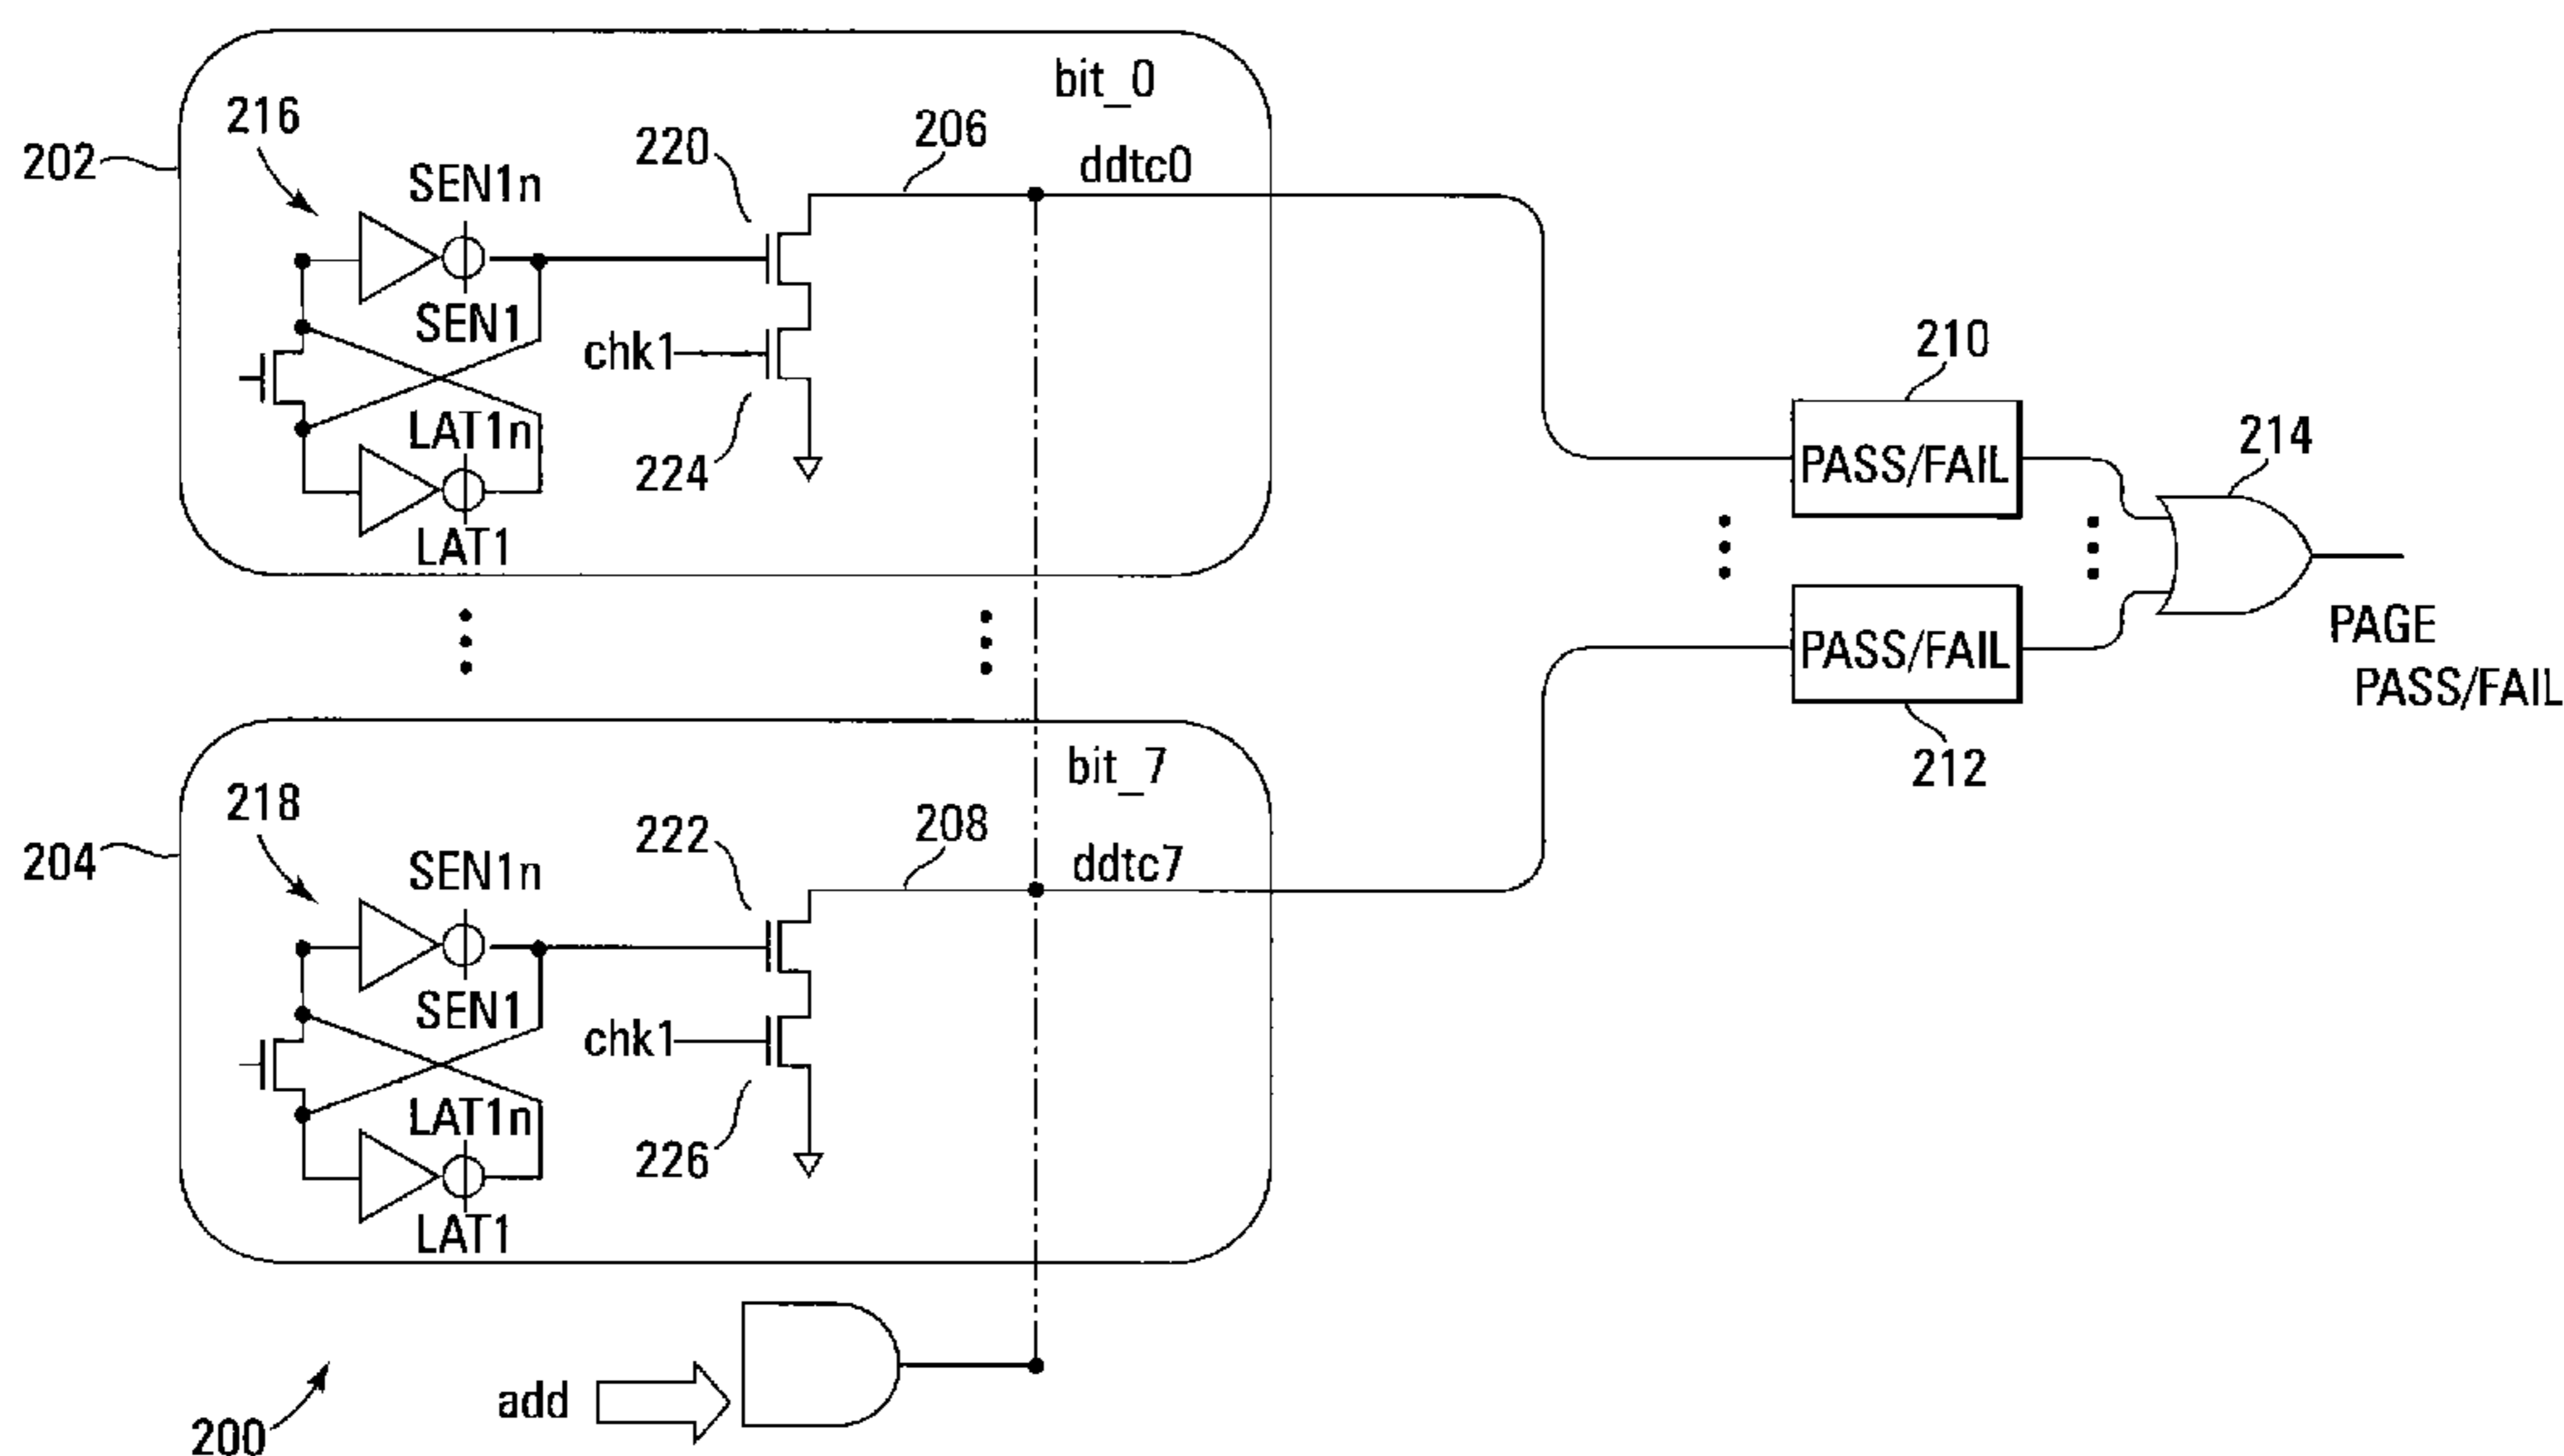 bit_0
216
220
206
202
SEN1n
ddtc0
SEN1
chk1
210
LAT1n
PASS/FAIL
214
224
LAT1
PAGE
PASS/FAIL
PASS/FAIL
212
bit_7
218
222
208
204
SEN1n
ddtc7
SEN1
chk1
LAT1n
226
LAT1
add
200